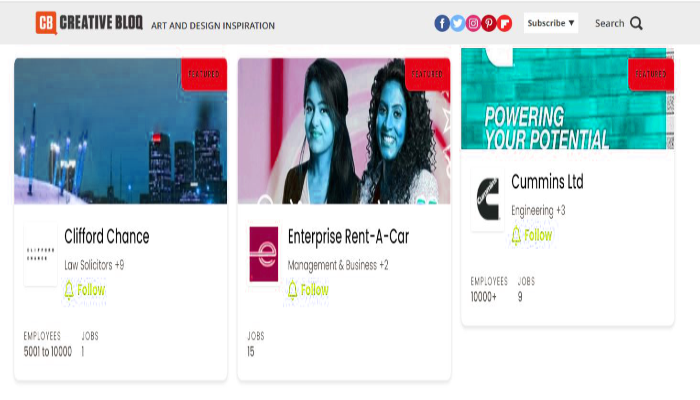 CB CREATIVE BLOQ ART AND DESIGN INSPIRATION
Subscribe ▼
Search
FEATURED
Clifford Chance
Law Solicitors +9
Follow
EMPLOYEES JOBS
5001 to 10000 1
FEATURED
Enterprise Rent-A-Car
Management & Business +2
Follow
JOBS
15
FEATURED
POWERING
YOUR POTENTIAL
Cummins Ltd
Engineering +3
Follow
EMPLOYEES JOBS
10000+ 9